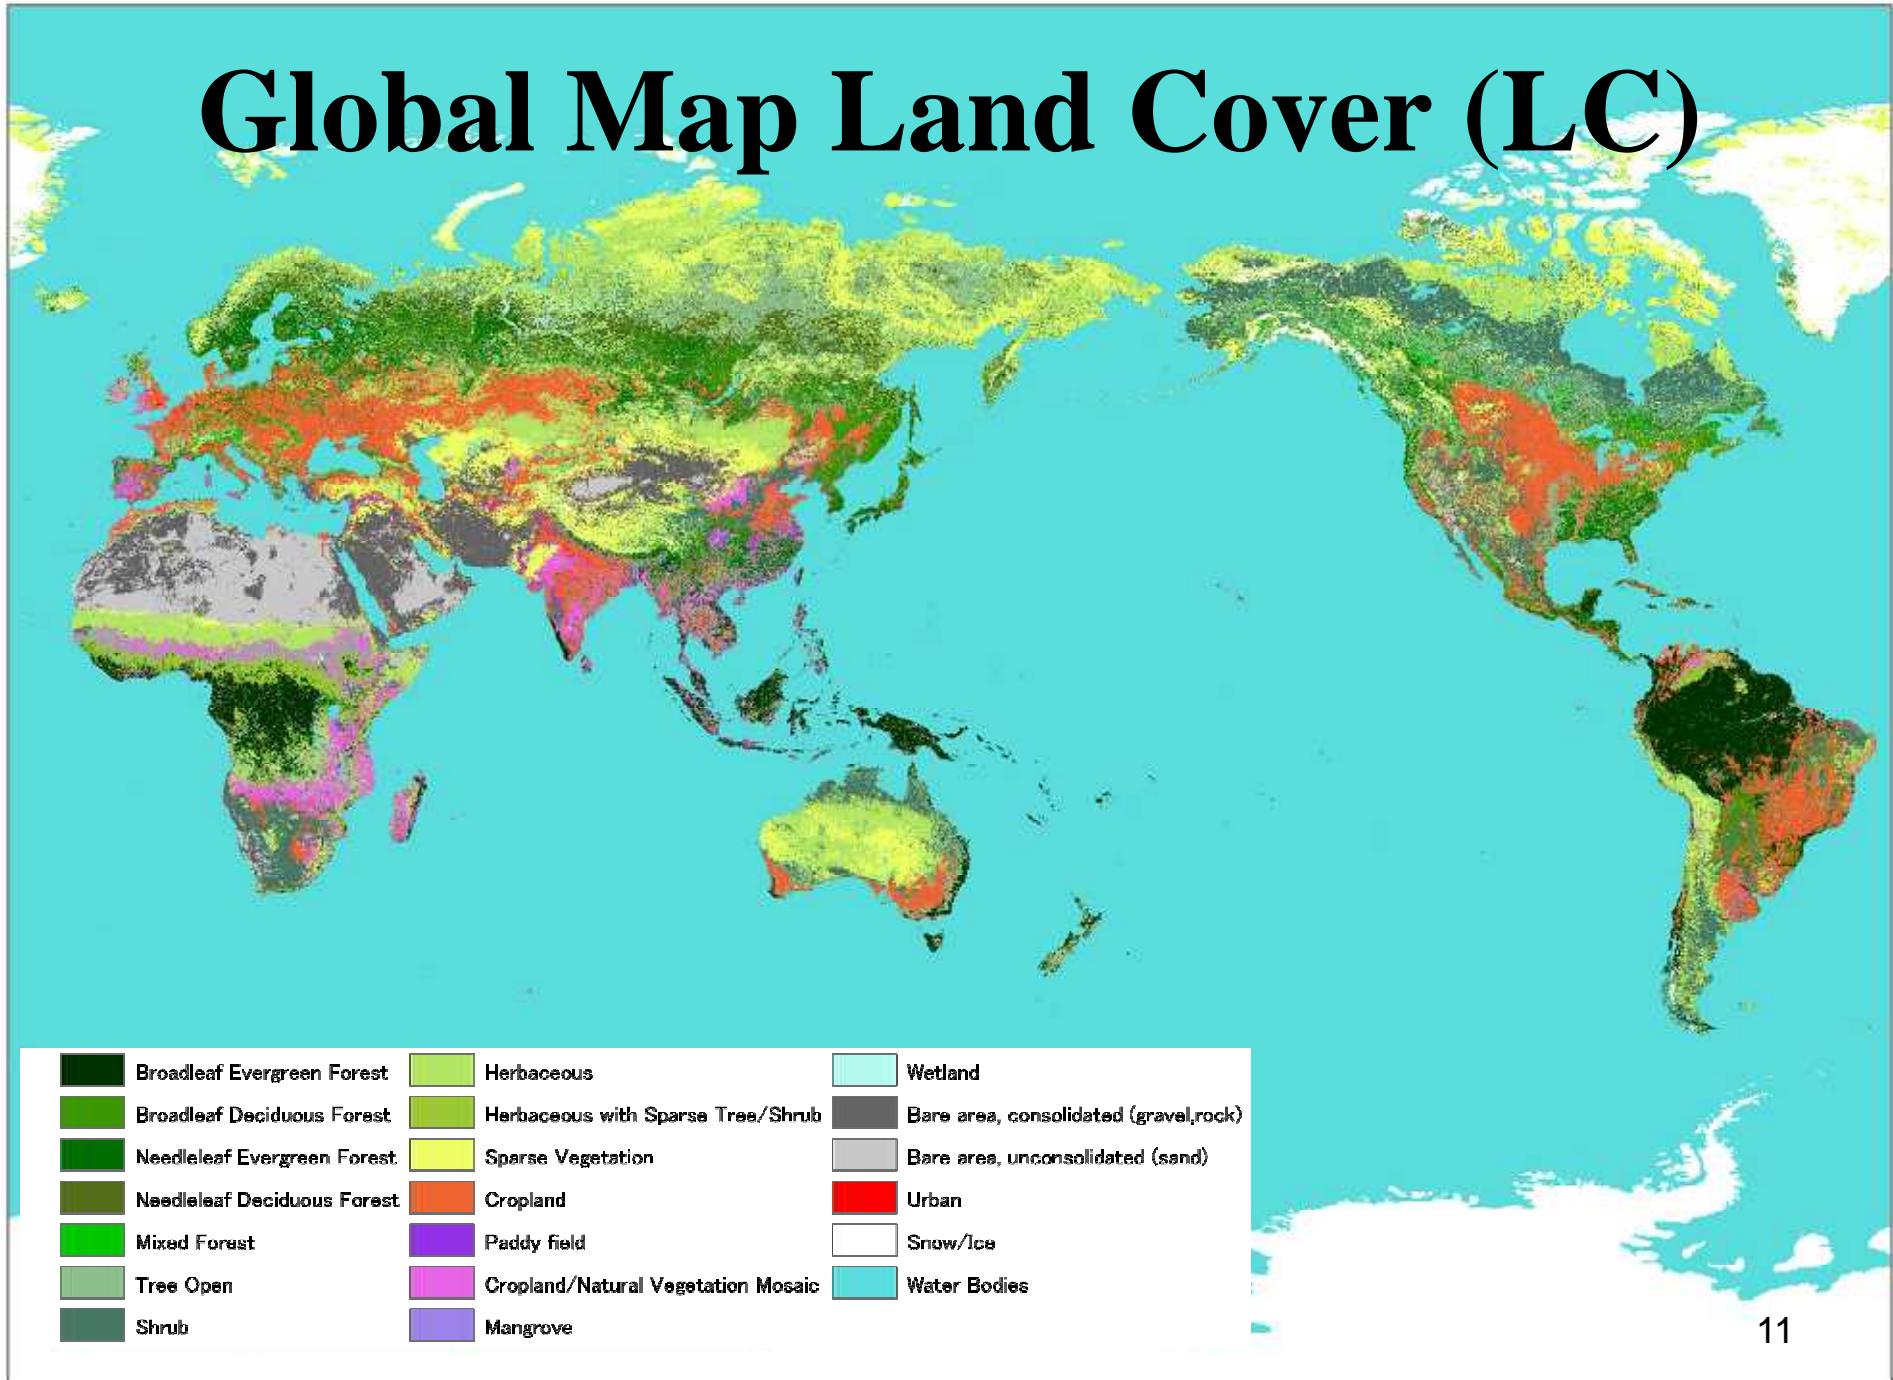 Global Map Land Cover (LC)
Broadleaf Evergreen Forest
Broadleaf Deciduous Forest
Needleleaf Evergreen Forest
Needleleaf Deciduous Forest
Mixed Forest
Tree Open
Shrub
Herbaceous
Herbaceous with Sparse Tree/Shrub
Sparse Vegetation
Cropland
Paddy field
Cropland/Natural Vegetation Mosaic
Mangrove
Wetland
Bare area, consolidated (gravel,rock)
Bare area, unconsolidated (sand)
Urban
Snow/Ice
Water Bodies
11